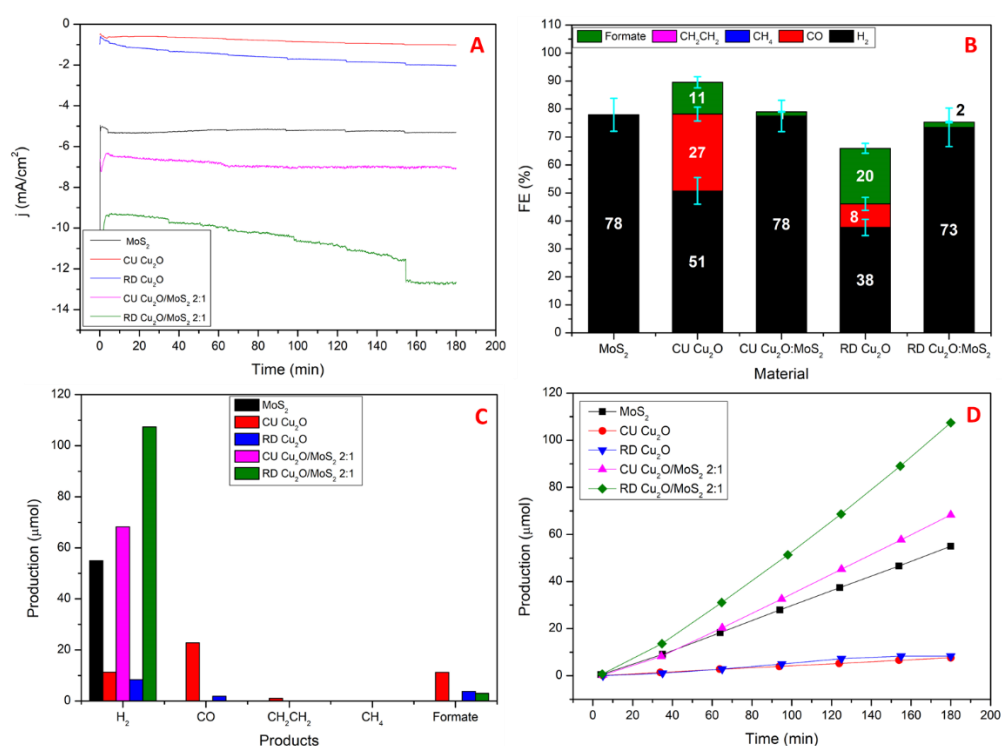 A
0
-2
-4
-6
-8
-10
-12
-14
j (mA/cm²)
MoS₂
CU Cu₂O
RD Cu₂O
CU Cu₂O/MoS₂ 2:1
RD Cu₂O/MoS₂ 2:1
0 20 40 60 80 100 120 140 160 180 200
Time (min)
B
Formate CH₂CH₂ CH₄ CO H₂
110
100
90
80
70
60
50
40
30
20
10
0
FE (%)
78
11
27
51
78
20
8
38
2
73
MoS₂ CU Cu₂O CU Cu₂O:MoS₂ RD Cu₂O RD Cu₂O:MoS₂
Material
C
120
100
80
60
40
20
0
Production (μmol)
MoS₂
CU Cu₂O
RD Cu₂O
CU Cu₂O/MoS₂ 2:1
RD Cu₂O/MoS₂ 2:1
H₂ CO CH₂CH₂ CH₄ Formate
Products
D
120
100
80
60
40
20
0
Production (μmol)
MoS₂
CU Cu₂O
RD Cu₂O
CU Cu₂O/MoS₂ 2:1
RD Cu₂O/MoS₂ 2:1
0 20 40 60 80 100 120 140 160 180 200
Time (min)